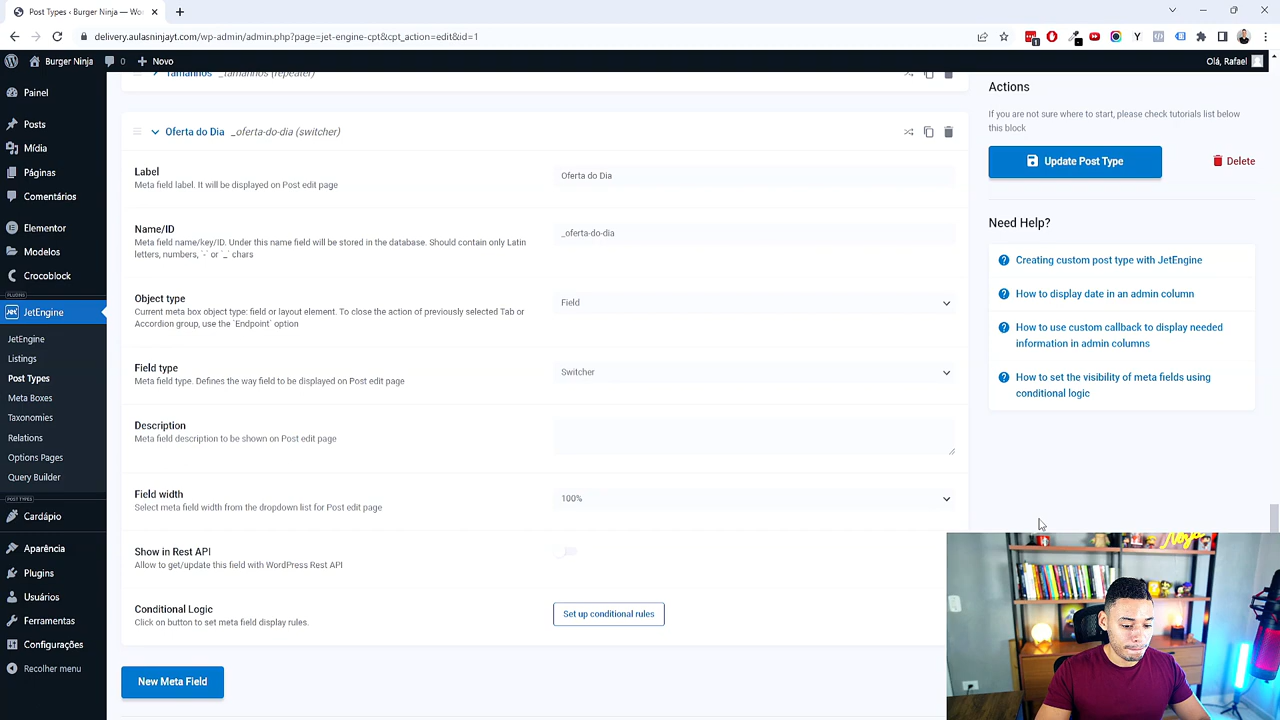 Post Types ‹ Burger Ninja — W
delivery.aulasninjayt.com/wp-admin/admin.php?page=jet-engine-cpt&cpt_action=edit&id=1
Burger Ninja
0
Novo
Olá, Rafael
Painel
Posts
Mídia
Páginas
Comentários
Elementor
Modelos
Crocoblock
PLUGINS
JetEngine
JetEngine
Listings
Post Types
Meta Boxes
Taxonomies
Relations
Options Pages
Query Builder
POST TYPES
Cardápio
Aparência
Plugins
Usuários
Ferramentas
Configurações
Recolher menu
Tamanhos _tamanhos (repeater)
Oferta do Dia _oferta-do-dia (switcher)
Label
Meta field label. It will be displayed on Post edit page
Oferta do Dia
Name/ID
Meta field name/key/ID. Under this name field will be stored in the database. Should contain only Latin
letters, numbers, `-` or `_` chars
_oferta-do-dia
Object type
Current meta box object type: field or layout element. To close the action of previously selected Tab or
Accordion group, use the `Endpoint` option
Field
Field type
Meta field type. Defines the way field to be displayed on Post edit page
Switcher
Description
Meta field description to be shown on Post edit page
Field width
Select meta field width from the dropdown list for Post edit page
100%
Show in Rest API
Allow to get/update this field with WordPress Rest API
Conditional Logic
Click on button to set meta field display rules.
Set up conditional rules
New Meta Field
Actions
If you are not sure where to start, please check tutorials list below
this block
Update Post Type
Delete
Need Help?
Creating custom post type with JetEngine
How to display date in an admin column
How to use custom callback to display needed
information in admin columns
How to set the visibility of meta fields using
conditional logic